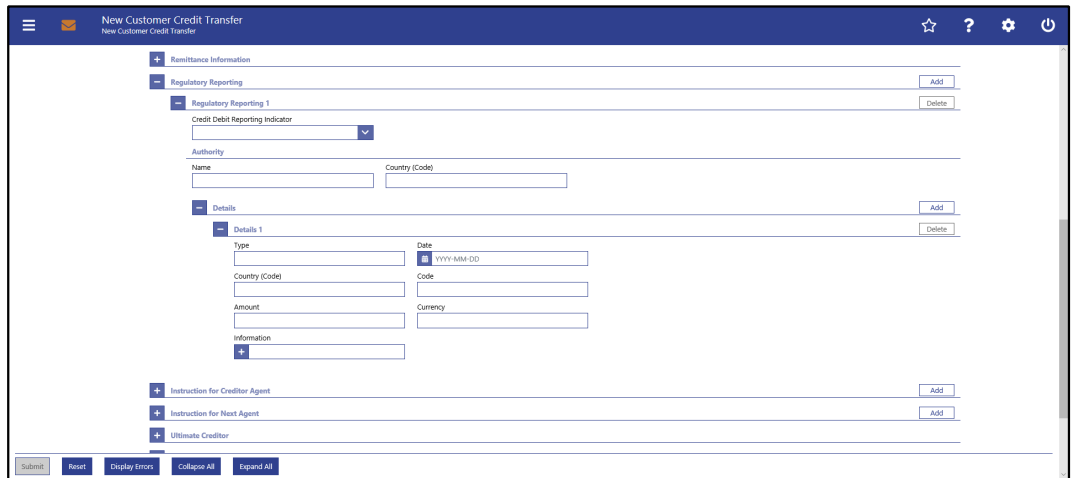 New Customer Credit Transfer
New Customer Credit Transfer
Remittance Information
Regulatory Reporting Add
Regulatory Reporting 1 Delete
Credit Debit Reporting Indicator
Authority
Name Country (Code)
Details Add
Details 1 Delete
Type Date
YYYY-MM-DD
Country (Code) Code
Amount Currency
Information
Instruction for Creditor Agent Add
Instruction for Next Agent Add
Ultimate Creditor
Submit Reset Display Errors Collapse All Expand All